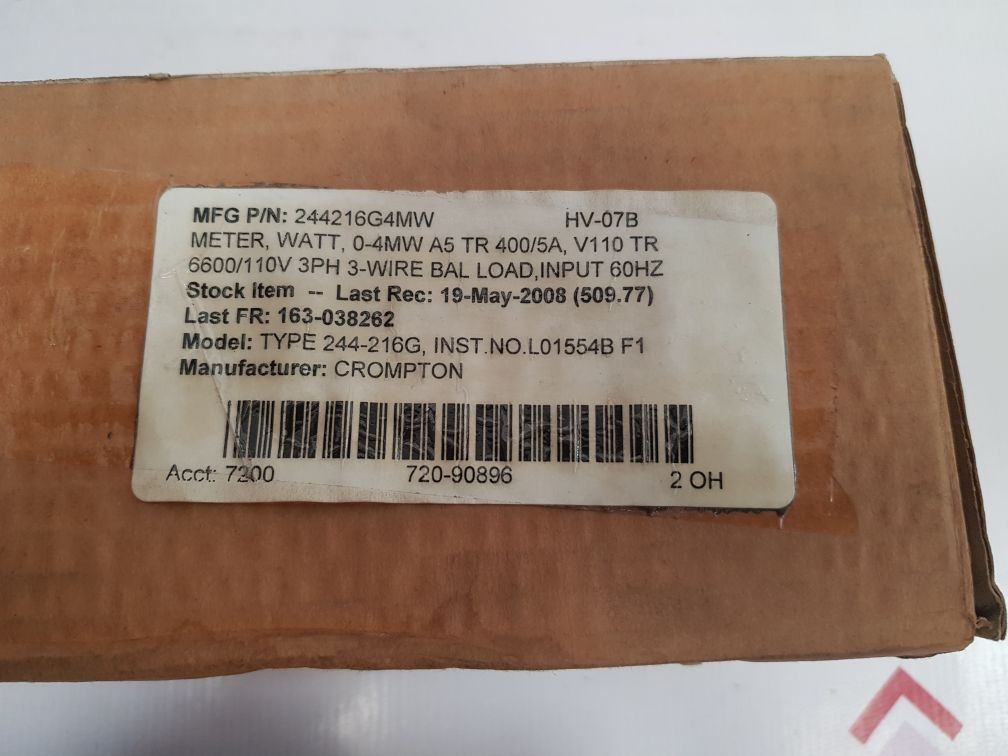 MFG P/N: 244216G4MW HV-07B
METER, WATT, 0-4MW A5 TR 400/5A, V110 TR
6600/110V 3PH 3-WIRE BAL LOAD,INPUT 60HZ
Stock Item -- Last Rec: 19-May-2008 (509.77)
Last FR: 163-038262
Model: TYPE 244-216G, INST.NO.L01554B F1
Manufacturer: CROMPTON
Acct: 7200 720-90896 2 OH